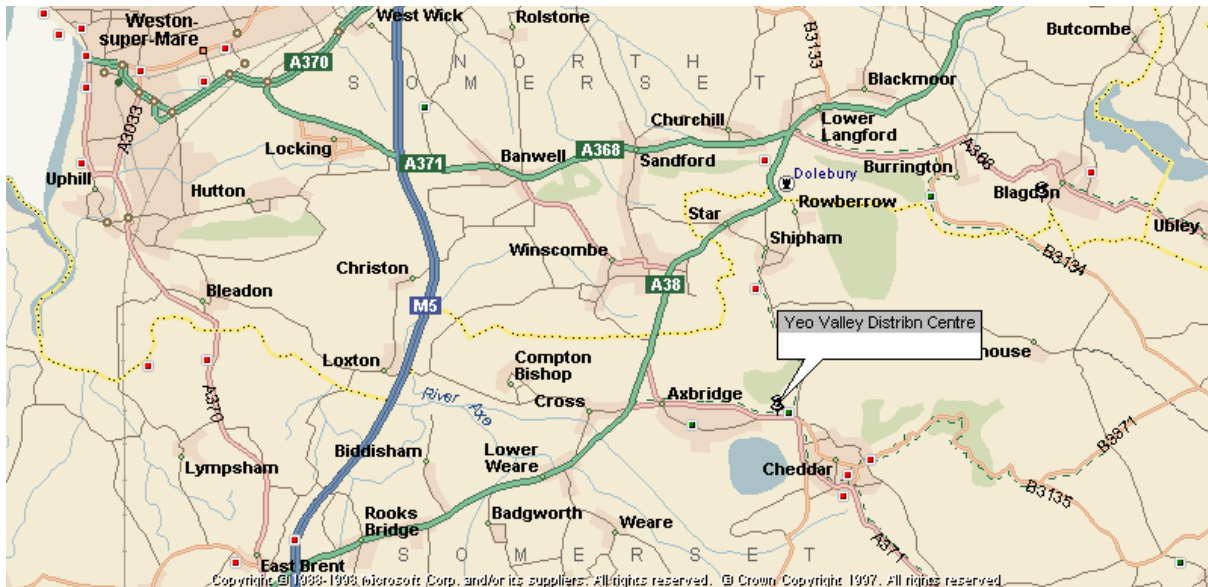 Weston-
super-Mare
West Wick
Rolstone
Butcombe
B3133
A370
N O R T H
S O M E R S E T
Blackmoor
A3033
Churchill
Lower
Langford
Locking
A371
Banwell
A368
Sandford
Burrington
A368
Dolebury
Uphill
Hutton
Rowberrow
Blagdon
Star
Ubley
Shipham
Winscombe
B3134
Christon
A38
Bleadon
M5
Yeo Valley Distribn Centre
house
Loxton
Compton
Bishop
River Axe
Axbridge
Cross
A370
B3371
Biddisham
Lower
Weare
Lympsham
Cheddar
B3135
Rooks
Bridge
Badgworth
Weare
A371
East Brent
S O M E R S E T
Copyright © 1988-1998 Microsoft Corp. and/or its suppliers. All rights reserved. © Crown Copyright 1997. All rights reserved